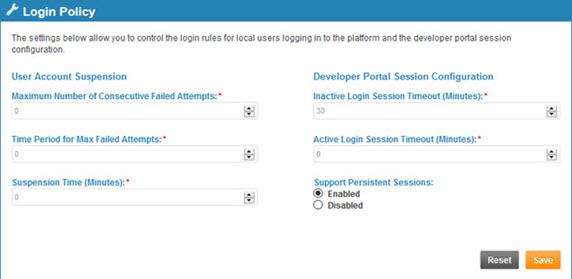 Login Policy
The settings below allow you to control the login rules for local users logging in to the platform and the developer portal session
configuration.
User Account Suspension
Maximum Number of Consecutive Failed Attempts:*
0
Time Period for Max Failed Attempts:*
0
Suspension Time (Minutes):*
0
Developer Portal Session Configuration
Inactive Login Session Timeout (Minutes):*
30
Active Login Session Timeout (Minutes):*
0
Support Persistent Sessions:
Enabled
Disabled
Reset
Save